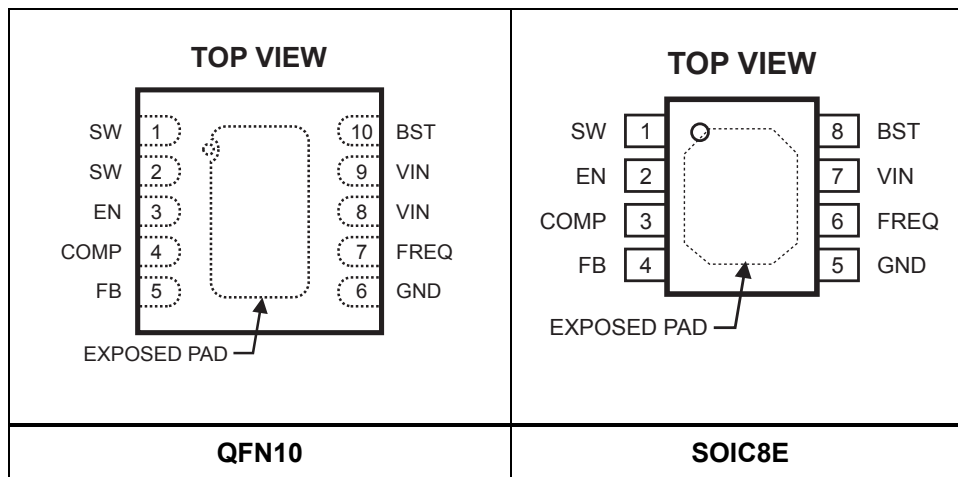 TOP VIEW
SW 1 10 BST
SW 2 9 VIN
EN 3 8 VIN
COMP 4 7 FREQ
FB 5 6 GND
EXPOSED PAD
QFN10
TOP VIEW
SW 1 8 BST
EN 2 7 VIN
COMP 3 6 FREQ
FB 4 5 GND
EXPOSED PAD
SOIC8E